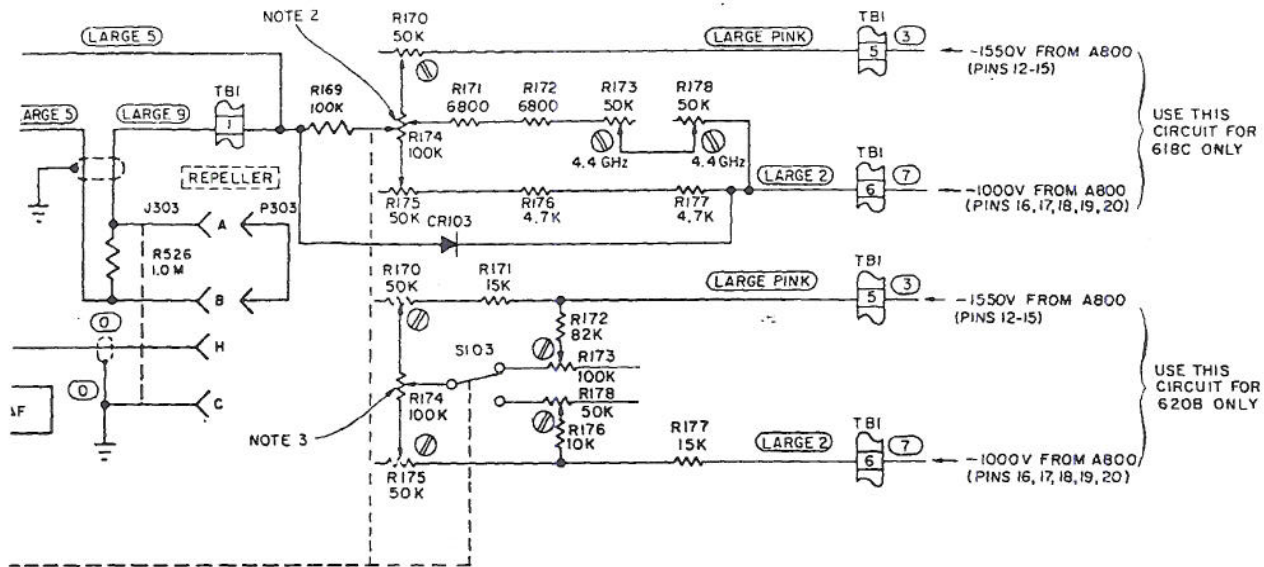 NOTE 2
R170
50K
LARGE 5
LARGE PINK
TB1
5
3
-1550V FROM A800
(PINS 12-15)
ARGE 5
LARGE 9
TB1
1
R169
100K
R171
6800
R172
6800
R173
50K
R178
50K
R174
100K
4.4 GHz
4.4 GHz
USE THIS
CIRCUIT FOR
618C ONLY
REPELLER
R175
50K
R176
4.7K
R177
4.7K
LARGE 2
TB1
6
7
-1000V FROM A800
(PINS 16,17,18,19,20)
J303
A
P303
CR103
R526
1.0 M
B
R170
50K
R171
15K
LARGE PINK
TB1
5
3
-1550V FROM A800
(PINS 12-15)
O
H
R172
82K
S103
R173
100K
O
AF
G
R174
100K
R178
50K
R176
10K
USE THIS
CIRCUIT FOR
620B ONLY
NOTE 3
R175
50K
R177
15K
LARGE 2
TB1
6
7
-1000V FROM A800
(PINS 16,17,18,19,20)